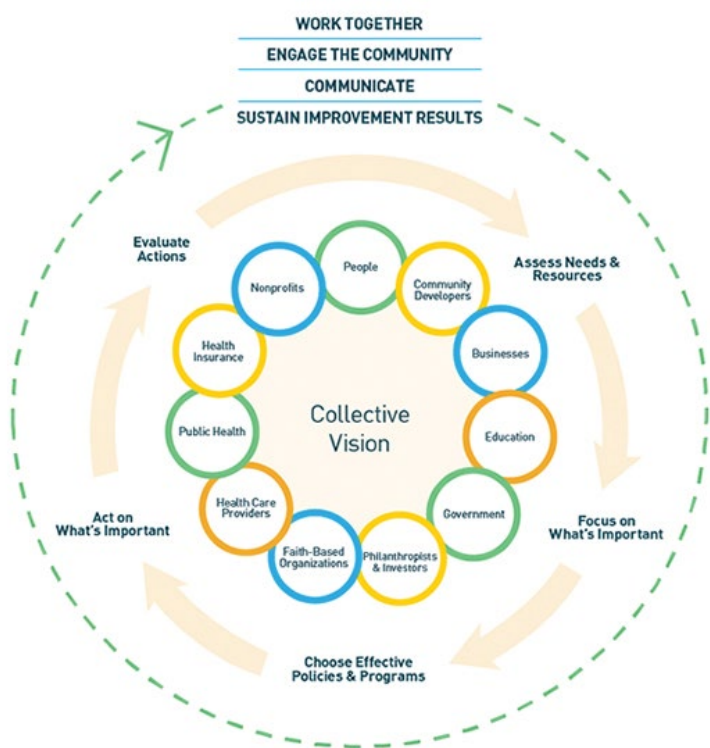 WORK TOGETHER
ENGAGE THE COMMUNITY
COMMUNICATE
SUSTAIN IMPROVEMENT RESULTS
Evaluate
Actions
Assess Needs &
Resources
Focus on
What's Important
Choose Effective
Policies & Programs
Act on
What's Important
People
Community
Developers
Businesses
Education
Government
Philanthropists
& Investors
Faith-Based
Organizations
Health Care
Providers
Public Health
Health
Insurance
Nonprofits
Collective
Vision